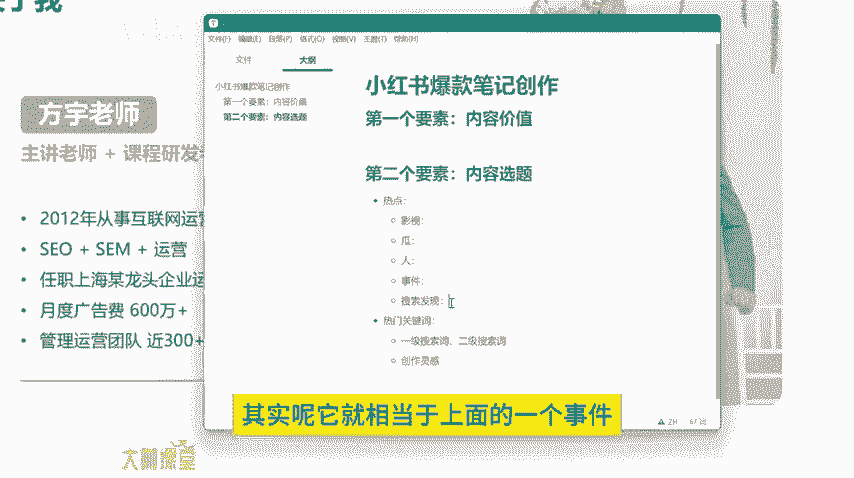 方宇老师
主讲老师 + 课程研发
• 2012年从事互联网运营
• SEO + SEM + 运营
• 任职上海某龙头企业运
• 月度广告费 600万+
• 管理运营团队 近300+
文件(F) 编辑(E) 段落(P) 格式(O) 视图(V) 主题(T) 帮助(H)
文件 大纲
小红书爆款笔记创作
第一个要素：内容价值
第二个要素：内容选题
小红书爆款笔记创作
第一个要素：内容价值
第二个要素：内容选题
• 热点：
影视：
瓜：
人：
事件：
搜索发现：
• 热门关键词：
一级搜索词、二级搜索词
创作灵感
ZH 67 词
其实呢它就相当于上面的一个事件